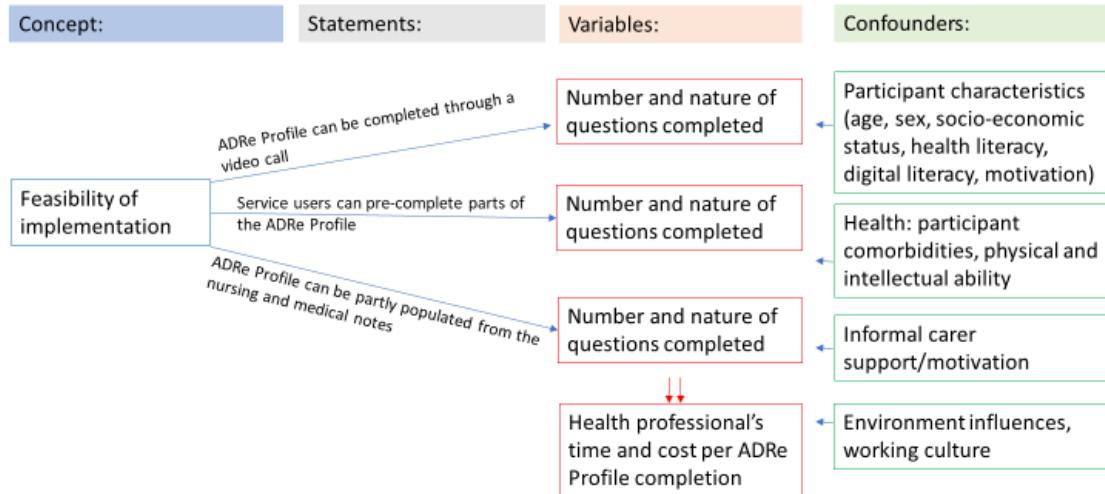 Concept:
Statements:
Variables:
Confounders:
Feasibility of
implementation
ADRe Profile can be completed through a
video call
Service users can pre-complete parts of
the ADRe Profile
ADRe Profile can be partly populated from the
nursing and medical notes
Number and nature of
questions completed
Number and nature of
questions completed
Number and nature of
questions completed
Health professional's
time and cost per ADRe
Profile completion
Participant characteristics
(age, sex, socio-economic
status, health literacy,
digital literacy, motivation)
Health: participant
comorbidities, physical and
intellectual ability
Informal carer
support/motivation
Environment influences,
working culture